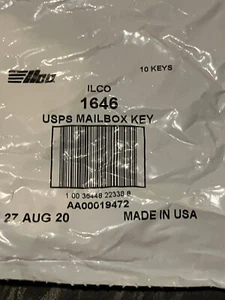 ilco
10 KEYS
ILCO
1646
USPS MAILBOX KEY
1 00 35448 22338 8
AA00019472
27 AUG 20
MADE IN USA